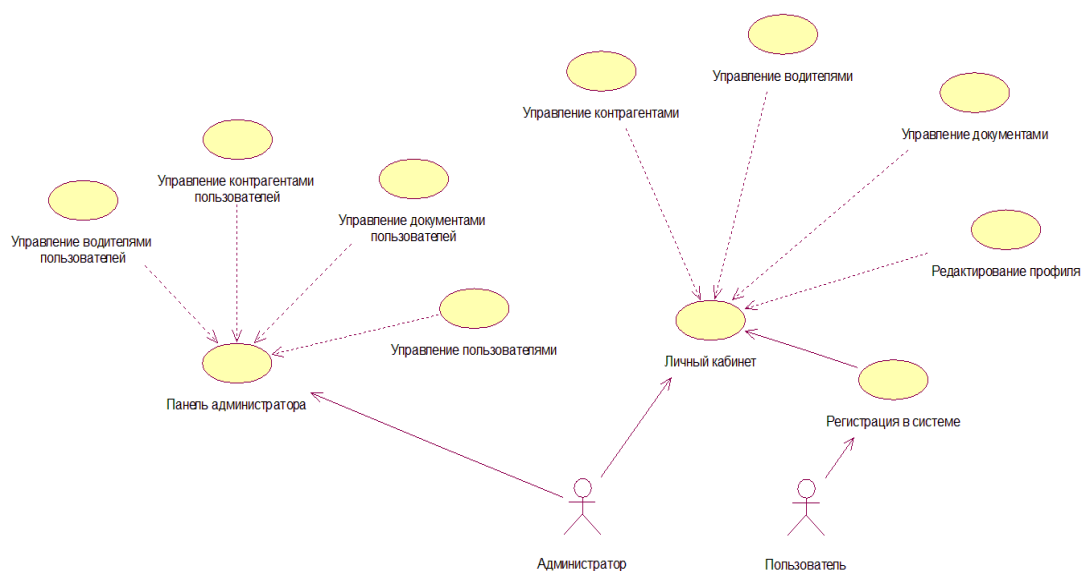 Управление водителями
Управление контрагентами
Управление документами
Управление контрагентами
пользователей
Управление документами
пользователей
Управление водителями
пользователей
Редактирование профиля
Управление пользователями
Личный кабинет
Панель администратора
Регистрация в системе
Администратор
Пользователь